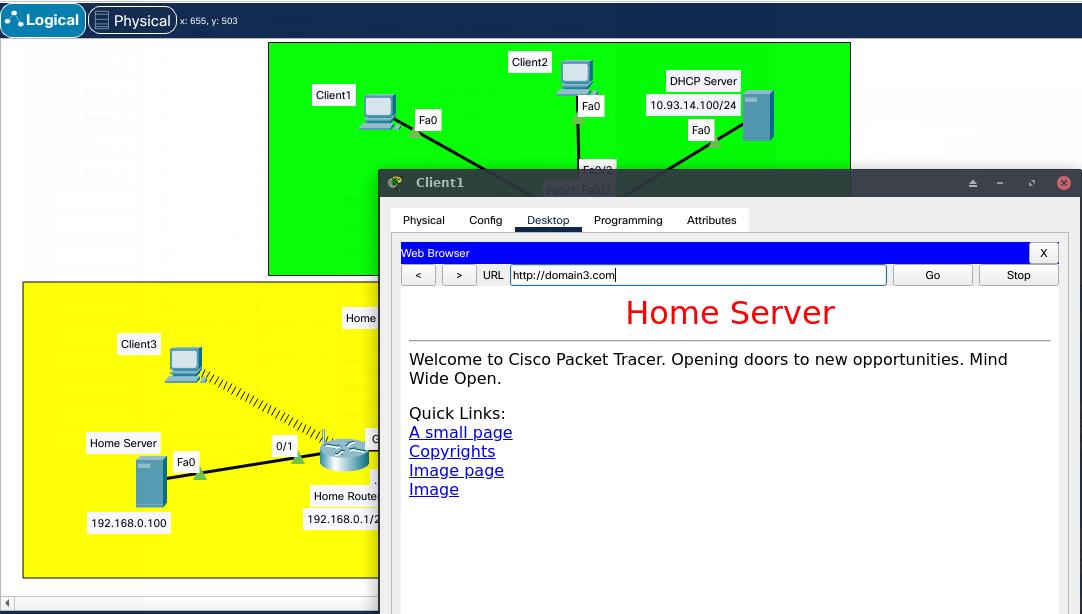 Logical
Physical
x: 655, y: 503
Client2
DHCP Server
Client1
10.93.14.100/24
Fa0
Fa0
Fa0
Fa0/2
Fa0/1
Fa0/3
Client1
Physical
Config
Desktop
Programming
Attributes
Web Browser
X
<
>
URL
http://domain3.com
Go
Stop
Home Server
Welcome to Cisco Packet Tracer. Opening doors to new opportunities. Mind
Wide Open.
Quick Links:
A small page
Copyrights
Image page
Image
Home
Client3
Home Server
0/1
G
Fa0
Home Route
192.168.0.1/2
192.168.0.100